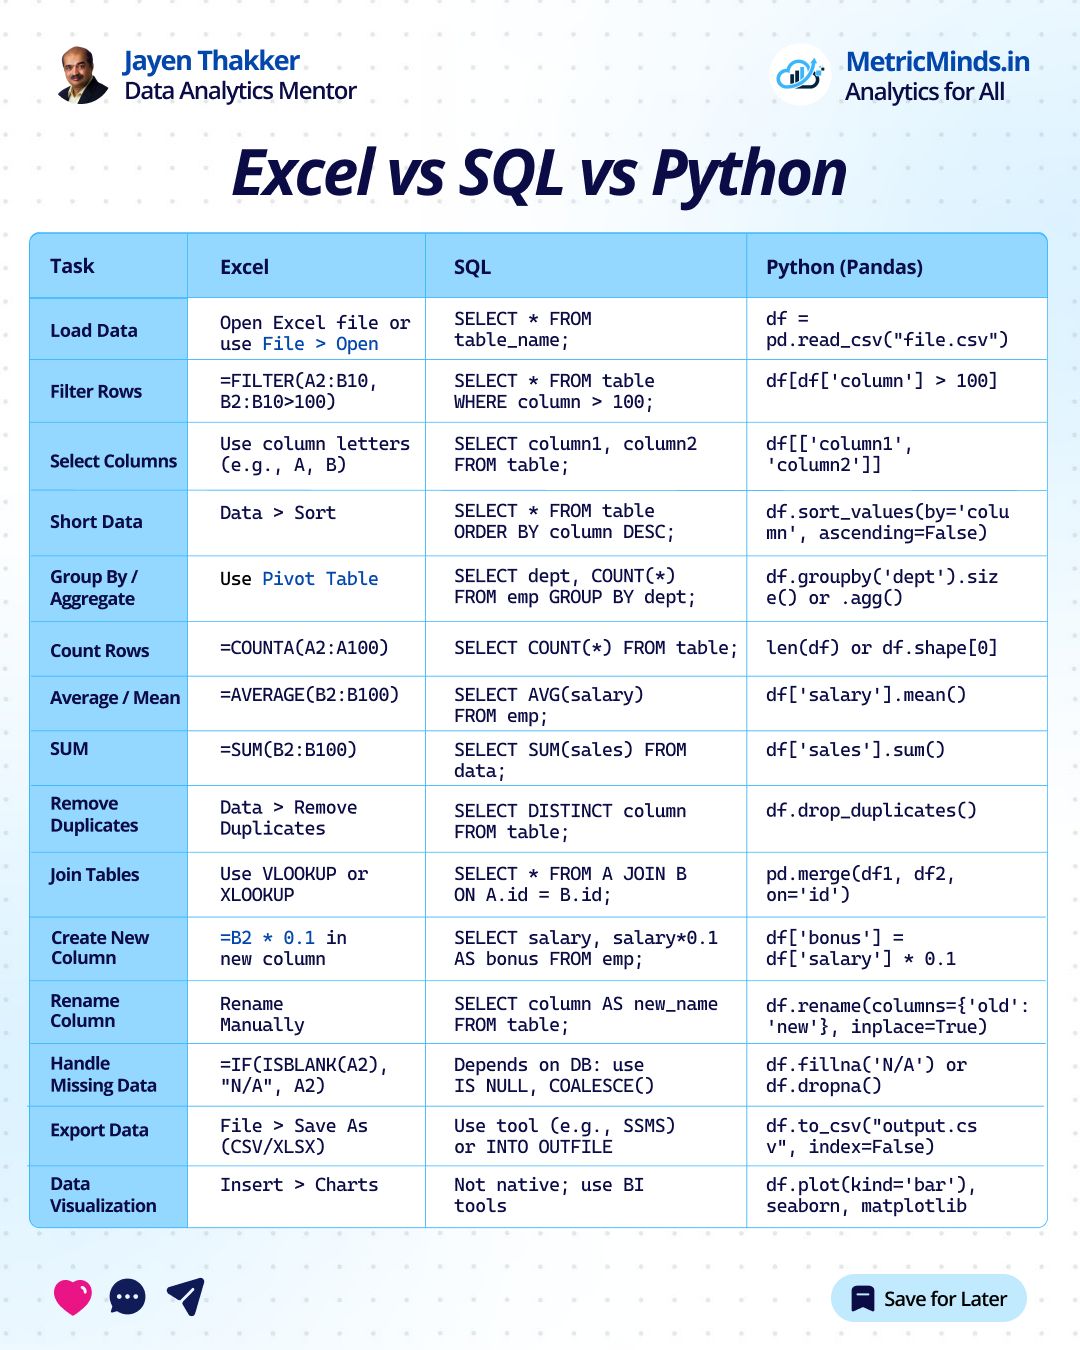 Jayen Thakker
Data Analytics Mentor
MetricMinds.in
Analytics for All
Excel vs SQL vs Python
Task
Excel
SQL
Python (Pandas)
Load Data
Open Excel file or
use File > Open
SELECT * FROM
table_name;
df =
pd.read_csv("file.csv")
Filter Rows
=FILTER(A2:B10,
B2:B10>100)
SELECT * FROM table
WHERE column > 100;
df[df['column'] > 100]
Select Columns
Use column letters
(e.g., A, B)
SELECT column1, column2
FROM table;
df[['column1',
'column2']]
Short Data
Data > Sort
SELECT * FROM table
ORDER BY column DESC;
df.sort_values(by='colu
mn', ascending=False)
Group By /
Aggregate
Use Pivot Table
SELECT dept, COUNT(*)
FROM emp GROUP BY dept;
df.groupby('dept').siz
e() or .agg()
Count Rows
=COUNTA(A2:A100)
SELECT COUNT(*) FROM table;
len(df) or df.shape[0]
Average / Mean
=AVERAGE(B2:B100)
SELECT AVG(salary)
FROM emp;
df['salary'].mean()
SUM
=SUM(B2:B100)
SELECT SUM(sales) FROM
data;
df['sales'].sum()
Remove
Duplicates
Data > Remove
Duplicates
SELECT DISTINCT column
FROM table;
df.drop_duplicates()
Join Tables
Use VLOOKUP or
XLOOKUP
SELECT * FROM A JOIN B
ON A.id = B.id;
pd.merge(df1, df2,
on='id')
Create New
Column
=B2 * 0.1 in
new column
SELECT salary, salary*0.1
AS bonus FROM emp;
df['bonus'] =
df['salary'] * 0.1
Rename
Column
Rename
Manually
SELECT column AS new_name
FROM table;
df.rename(columns={'old':
'new'}, inplace=True)
Handle
Missing Data
=IF(ISBLANK(A2),
"N/A", A2)
Depends on DB: use
IS NULL, COALESCE()
df.fillna('N/A') or
df.dropna()
Export Data
File > Save As
(CSV/XLSX)
Use tool (e.g., SSMS)
or INTO OUTFILE
df.to_csv("output.cs
v", index=False)
Data
Visualization
Insert > Charts
Not native; use BI
tools
df.plot(kind='bar'),
seaborn, matplotlib
Save for Later